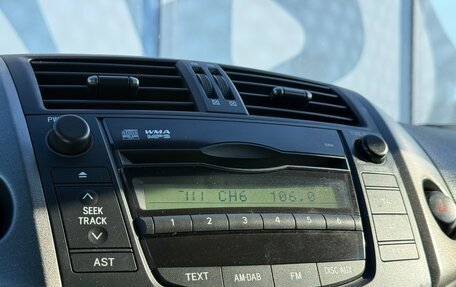 PW
WMA
MP3
CH6 106.0
1 2 3 4 5 6
SEEK
TRACK
AST
TEXT AM·DAB FM DISC·AUX